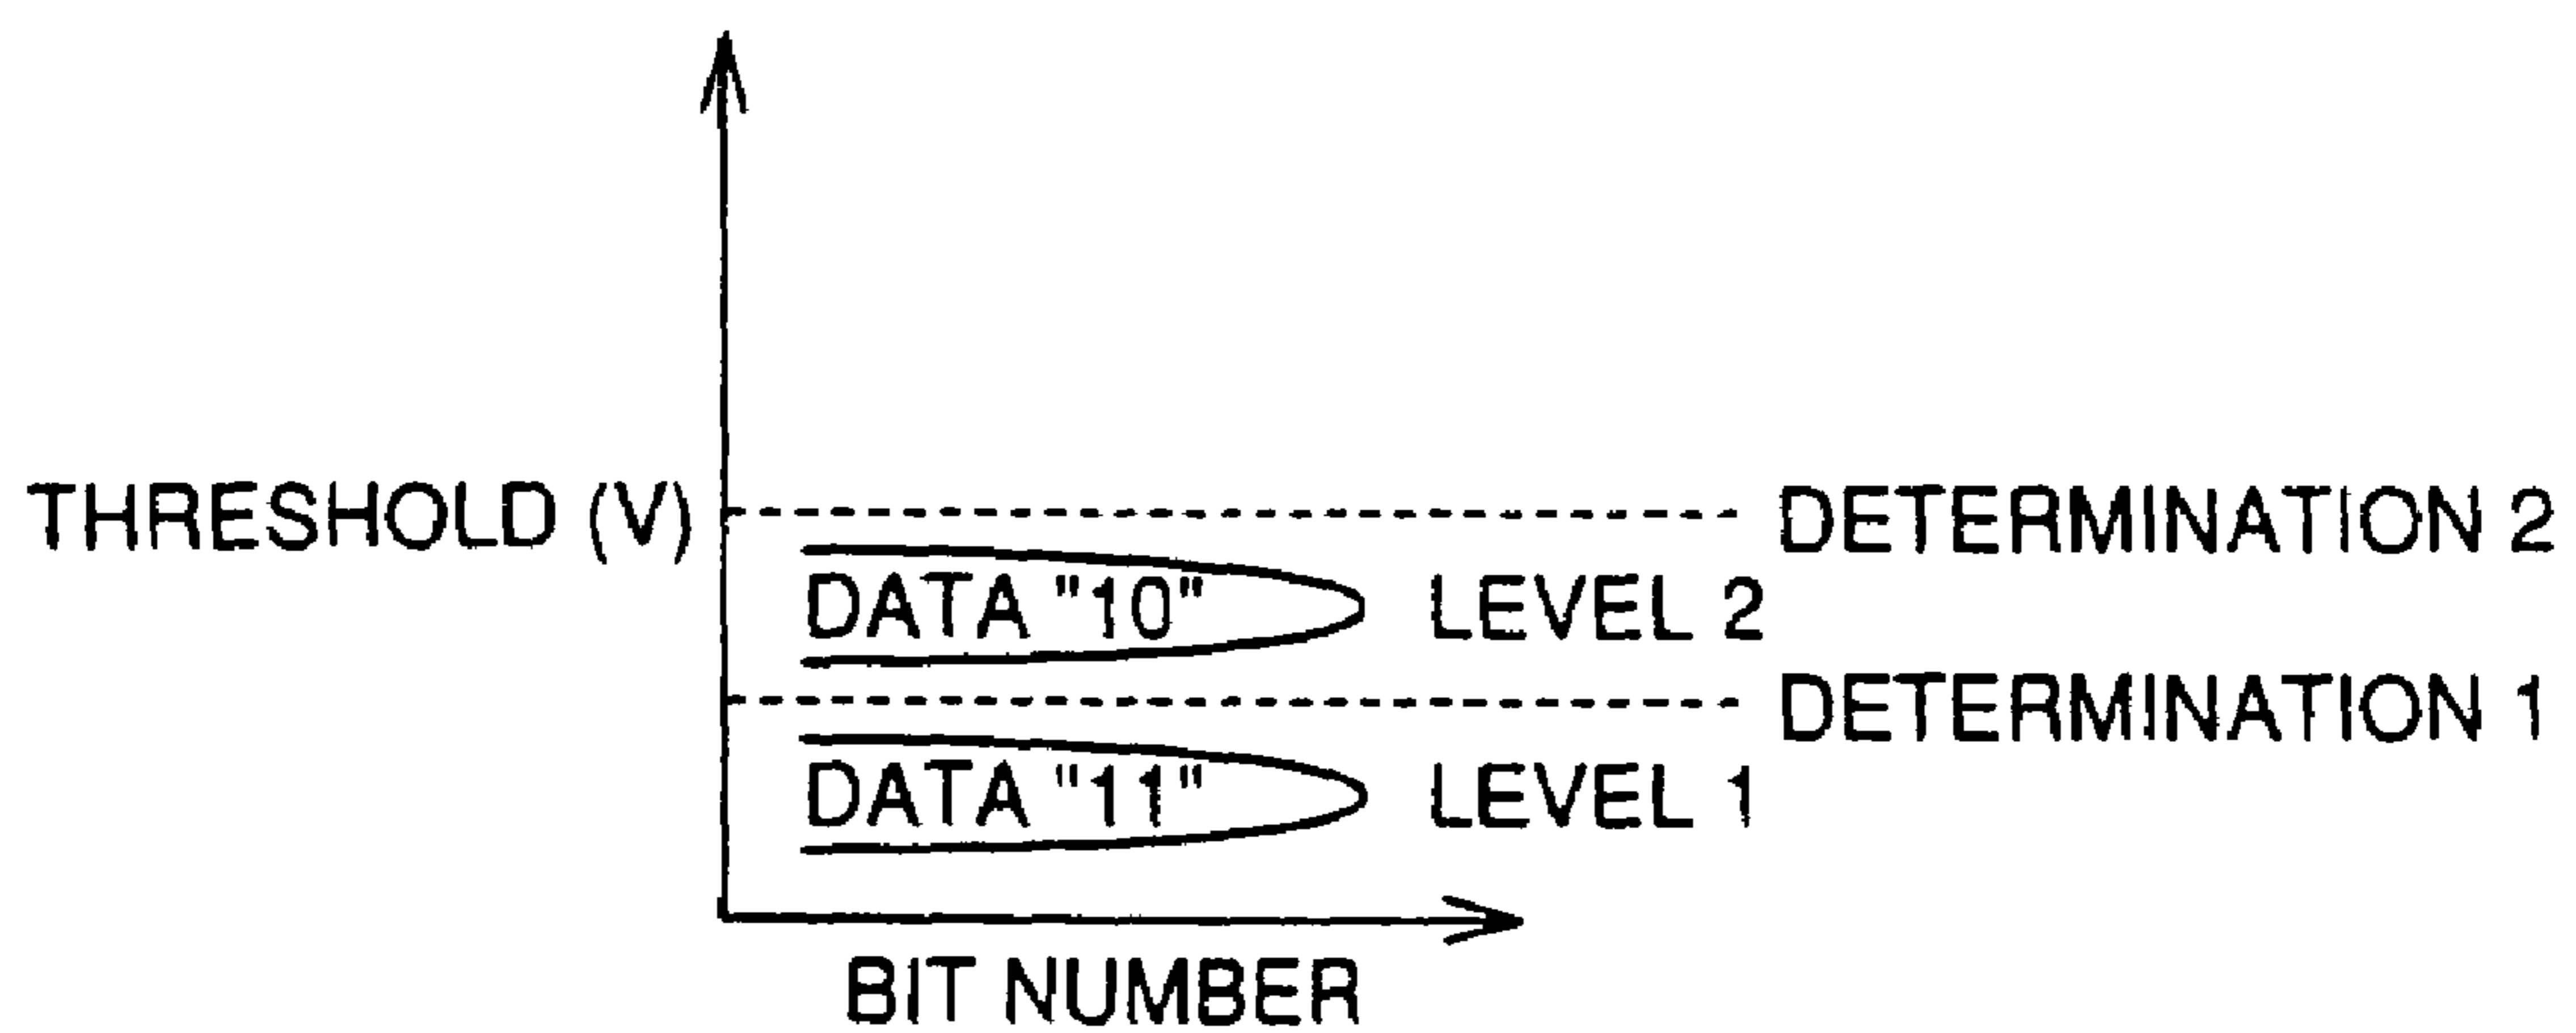 THRESHOLD (V)
DETERMINATION 2
DATA "10"
LEVEL 2
DETERMINATION 1
DATA "11"
LEVEL 1
BIT NUMBER